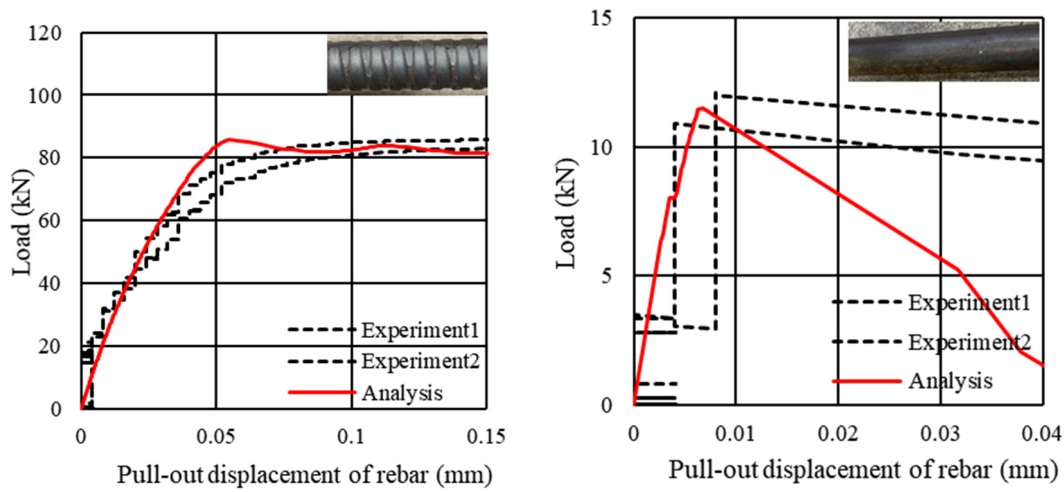 120
100
80
60
40
20
0
Load (kN)
0 0.05 0.1 0.15
Pull-out displacement of rebar (mm)
Experiment1
Experiment2
Analysis
15
10
5
0
Load (kN)
0 0.01 0.02 0.03 0.04
Pull-out displacement of rebar (mm)
Experiment1
Experiment2
Analysis